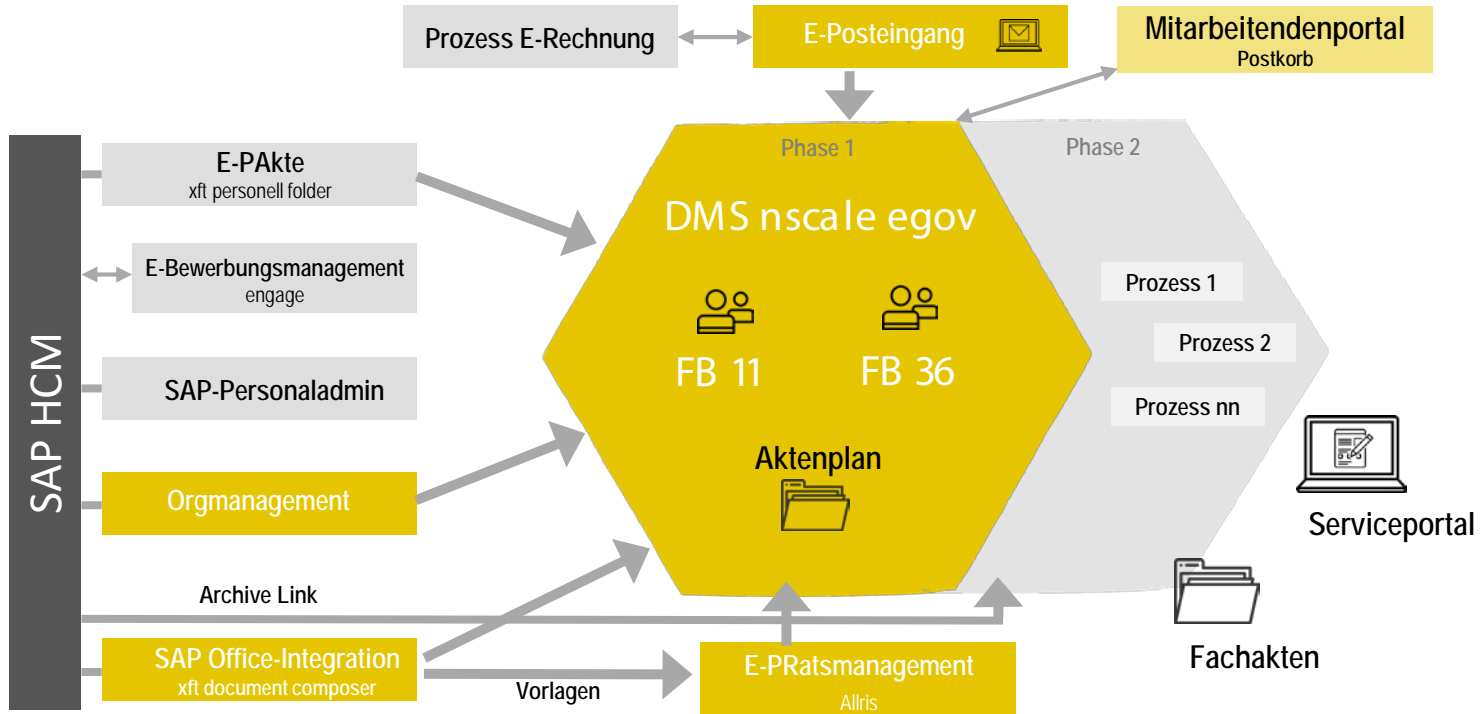 Prozess E-Rechnung
E-Posteingang
Mitarbeitendenportal
Postkorb
SAP HCM
E-PAkte
xft personell folder
E-Bewerbungsmanagement
engage
SAP-Personaladmin
Orgmanagement
Archive Link
SAP Office-Integration
xft document composer
Vorlagen
E-PRatsmanagement
Allris
Phase 1
DMS nscale egov
FB 11
FB 36
Aktenplan
Phase 2
Prozess 1
Prozess 2
Prozess nn
Serviceportal
Fachakten